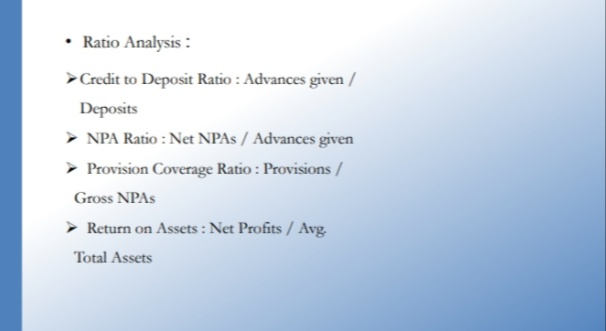 • Ratio Analysis :
➢Credit to Deposit Ratio : Advances given /
Deposits
➢ NPA Ratio : Net NPAs / Advances given
➢ Provision Coverage Ratio : Provisions /
Gross NPAs
➢ Return on Assets : Net Profits / Avg.
Total Assets